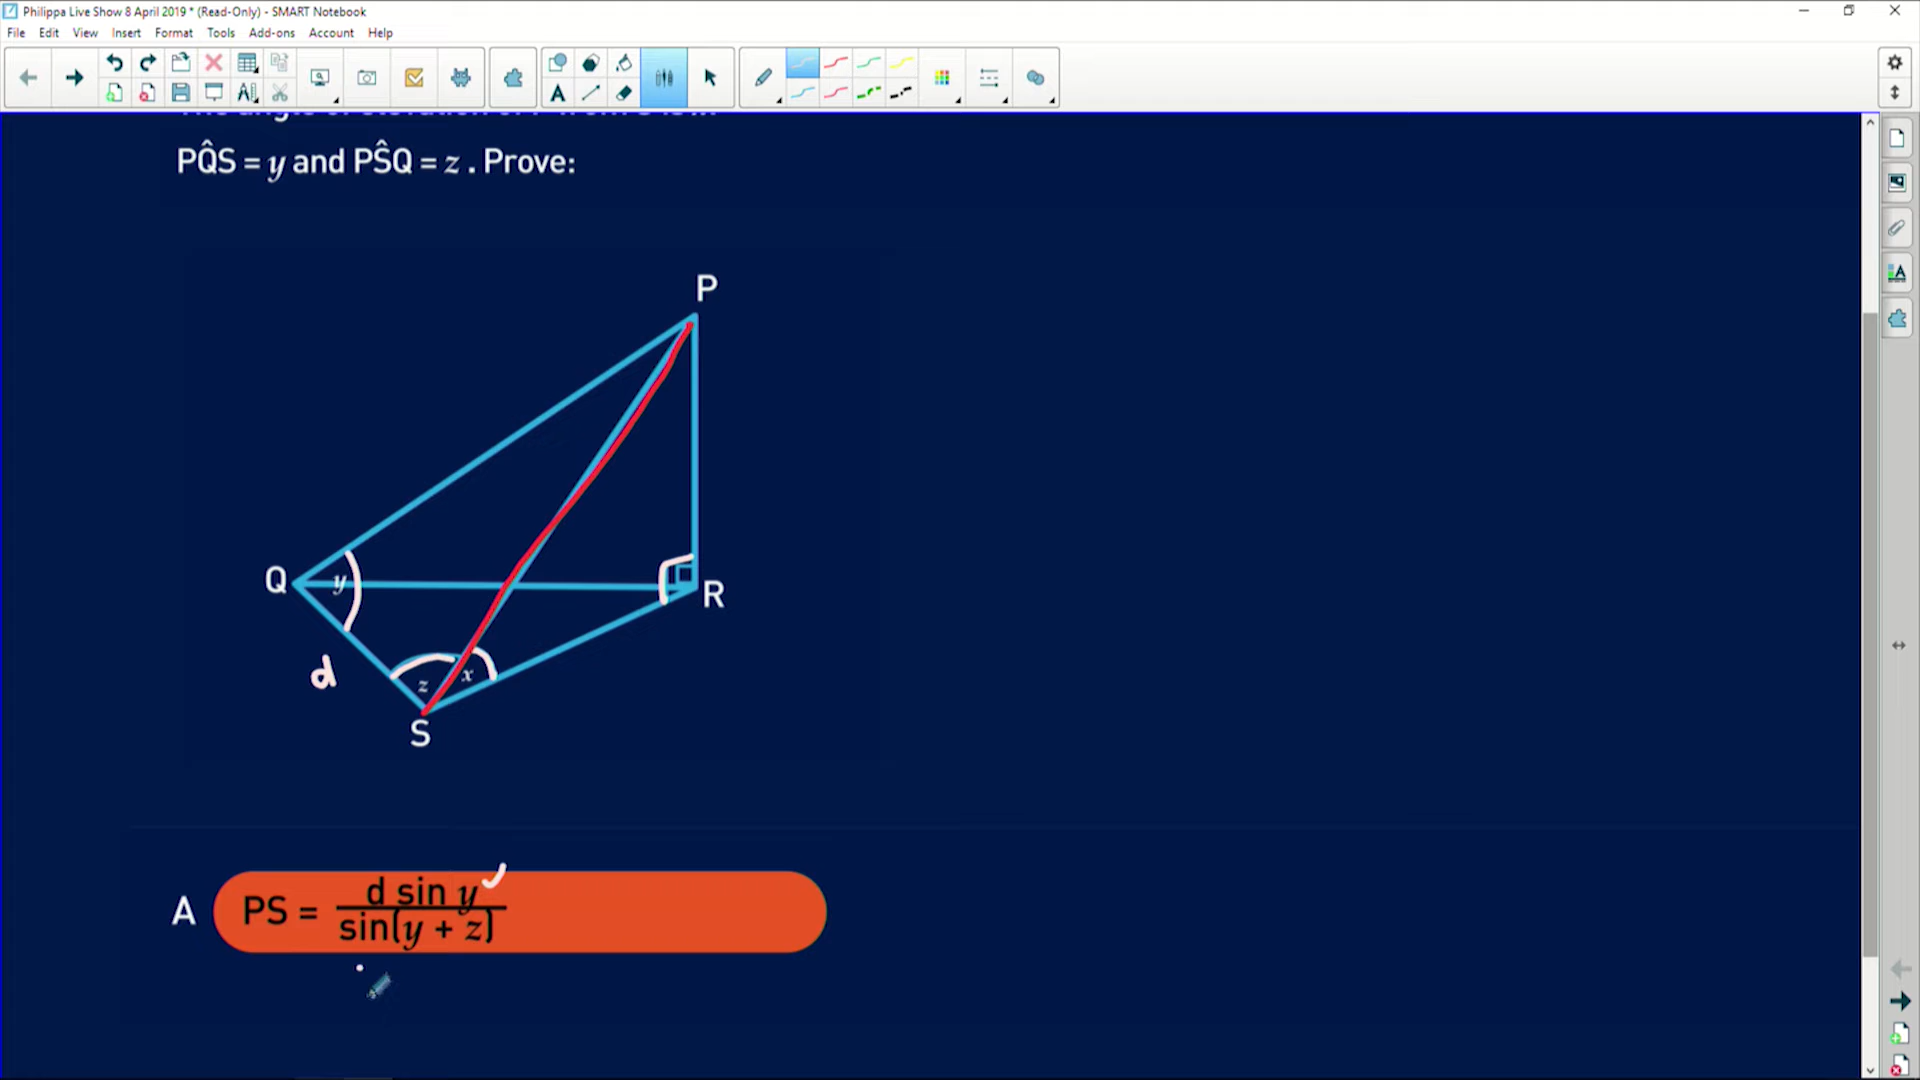 Philippa Live Show 8 April 2019 * (Read-Only) - SMART Notebook
File Edit View Insert Format Tools Add-ons Account Help
PQ̂S = y and PŜQ = z . Prove:
P
Q
y
R
d
z
x
S
A
PS = d sin y
sin(y + z)